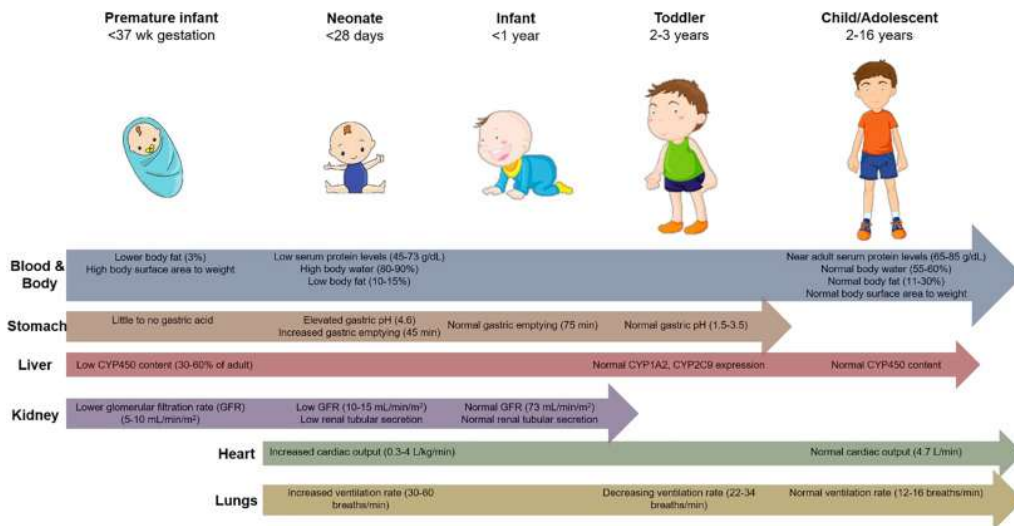 Premature infant
<37 wk gestation
Neonate
<28 days
Infant
<1 year
Toddler
2-3 years
Child/Adolescent
2-16 years
Blood &
Body
Lower body fat (3%)
High body surface area to weight
Low serum protein levels (45-73 g/dL)
High body water (80-90%)
Low body fat (10-15%)
Near adult serum protein levels (65-85 g/dL)
Normal body water (55-60%)
Normal body fat (11-30%)
Normal body surface area to weight
Stomach
Little to no gastric acid
Elevated gastric pH (4.6)
Increased gastric emptying (45 min)
Normal gastric emptying (75 min)
Normal gastric pH (1.5-3.5)
Liver
Low CYP450 content (30-60% of adult)
Normal CYP1A2, CYP2C9 expression
Normal CYP450 content
Kidney
Lower glomerular filtration rate (GFR)
(5-10 mL/min/m²)
Low GFR (10-15 mL/min/m²)
Low renal tubular secretion
Normal GFR (73 mL/min/m²)
Normal renal tubular secretion
Heart
Increased cardiac output (0.3-4 L/kg/min)
Normal cardiac output (4.7 L/min)
Lungs
Increased ventilation rate (30-60
breaths/min)
Decreasing ventilation rate (22-34
breaths/min)
Normal ventilation rate (12-16 breaths/min)